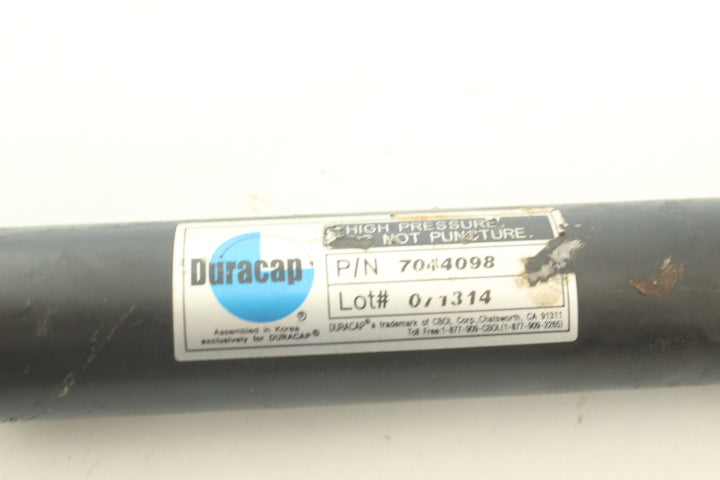 Duracap
Assembled in Korea
exclusively for DURACAP®
HIGH PRESSURE,
NOT PUNCTURE.
P/N 7044098
Lot# 071314
DURACAP® a trademark of CBOL Corp., Chatsworth, CA 91311
Toll Free:1-877-909-CBOL(1-877-909-2265)